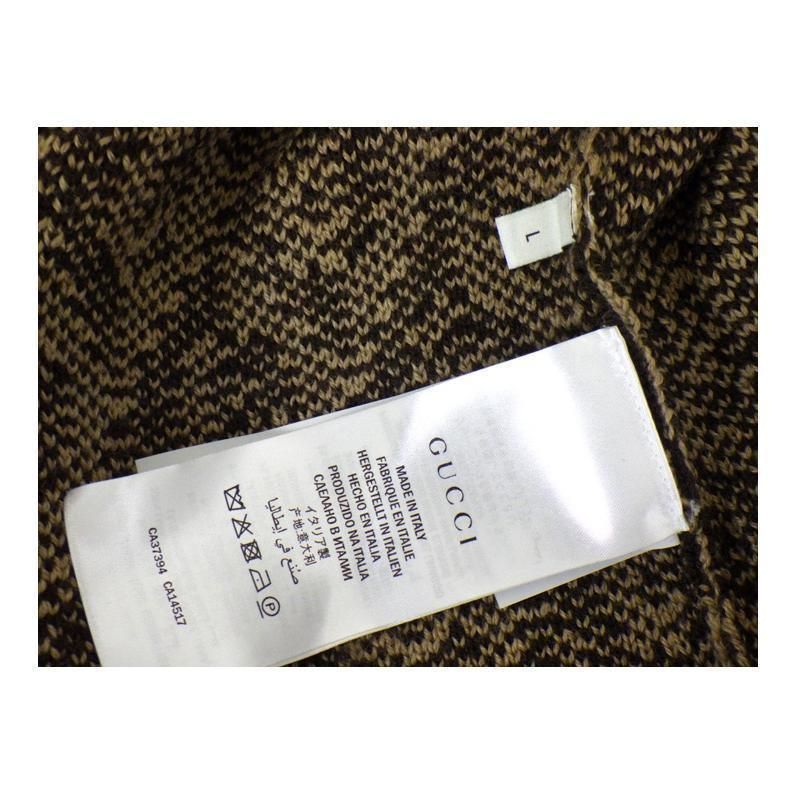 L
GUCCI
MADE IN ITALY
FABRIQUE EN ITALIE
HERGESTELLT IN ITALIEN
HECHO EN ITALIA
PRODUZIDO NA ITALIA
СДЕЛАНО В ИТАЛИИ
イタリア製
产地:意大利
صنع في إيطاليا
P
CA37394 CA14517